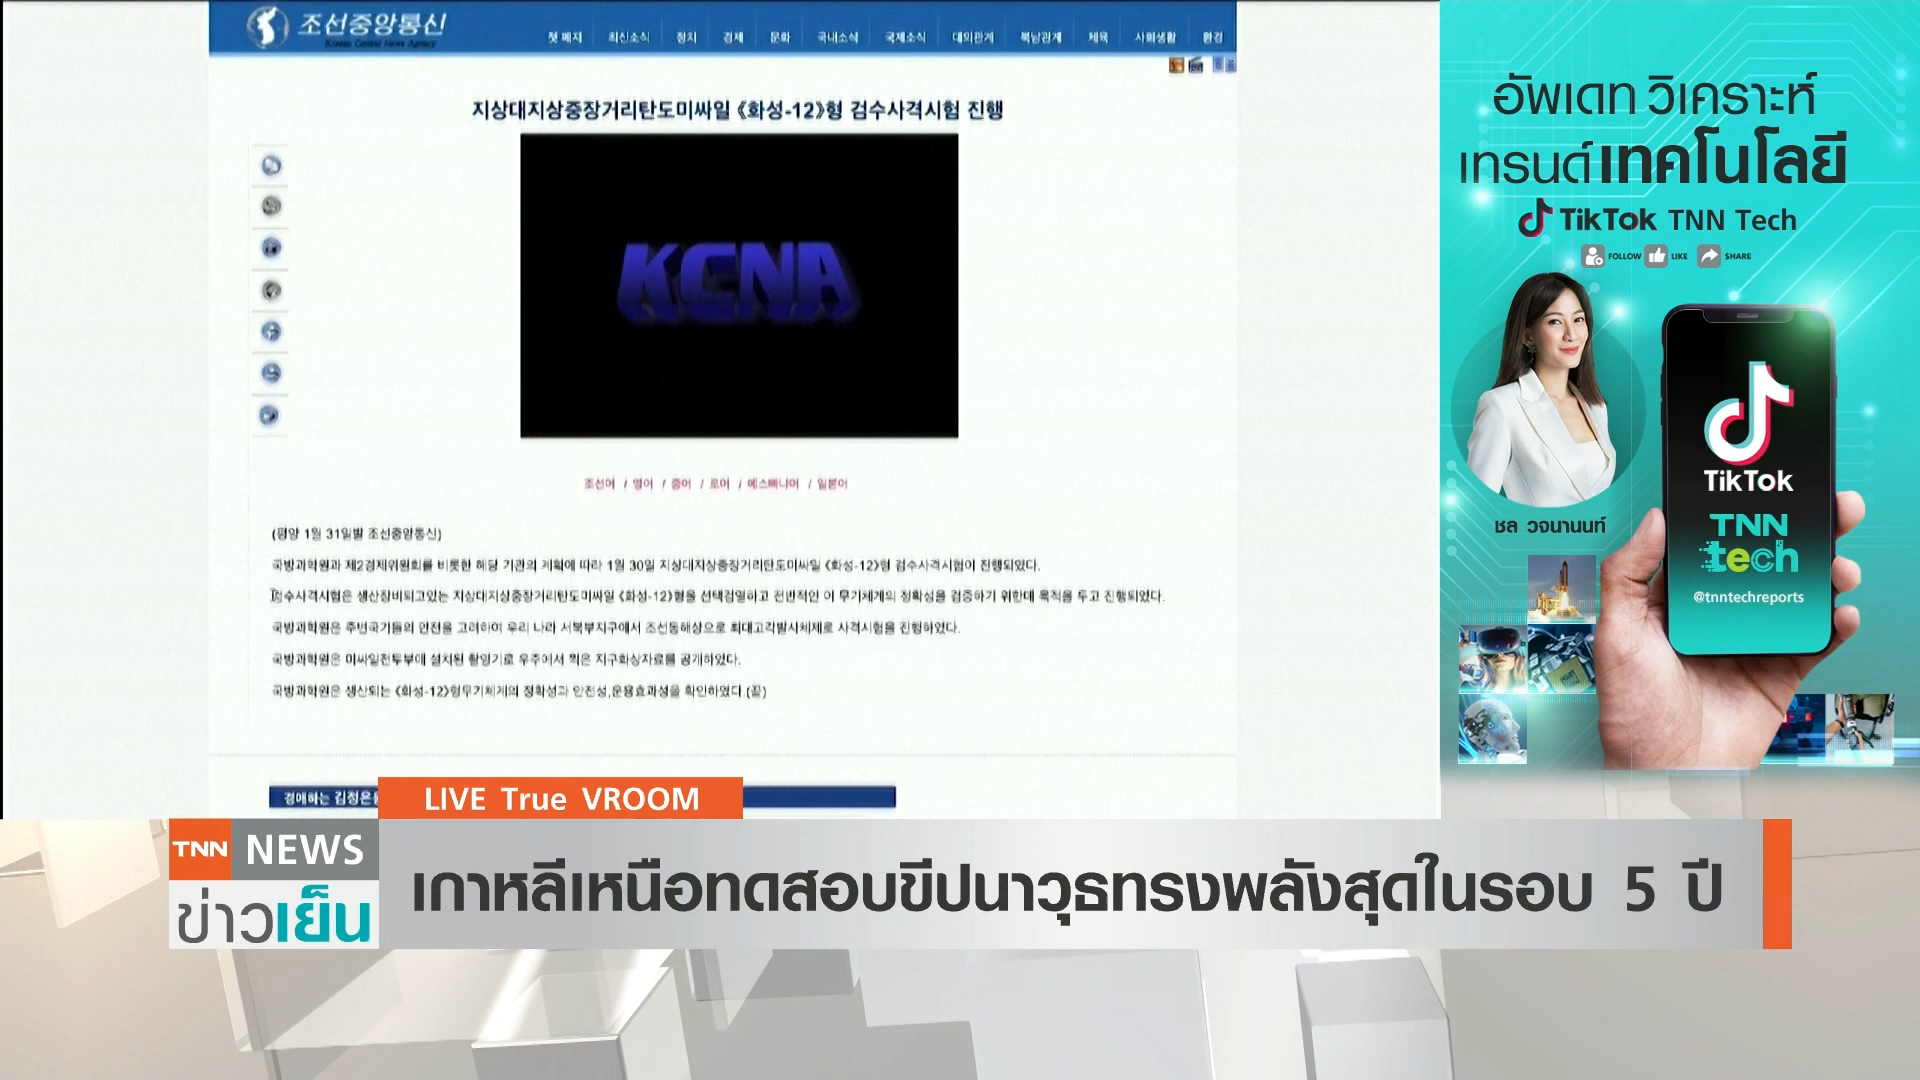 조선중앙통신
Korean Central News Agency
첫 페지 최신소식 정치 경제 문화 국내소식 국제소식 대외관계 북남관계 체육 사회생활 환경
지상대지상중장거리탄도미싸일 《화성-12》형 검수사격시험 진행
KCNA
조선어 / 영어 / 중어 / 로어 / 에스빠냐어 / 일본어
(평양 1월 31일발 조선중앙통신)
국방과학원과 제2경제위원회를 비롯한 해당 기관의 계획에 따라 1월 30일 지상대지상중장거리탄도미싸일 《화성-12》형 검수사격시험이 진행되였다.
검수사격시험은 생산장비되고있는 지상대지상중장거리탄도미싸일 《화성-12》형을 선택검열하고 전반적인 이 무기체계의 정확성을 검증하기 위한데 목적을 두고 진행되였다.
국방과학원은 주변국가들의 안전을 고려하여 우리 나라 서북부지구에서 조선동해상으로 최대고각발사체제로 사격시험을 진행하였다.
국방과학원은 미싸일전투부에 설치된 촬영기로 우주에서 찍은 지구화상자료를 공개하였다.
국방과학원은 생산되는 《화성-12》형무기체계의 정확성과 안전성,운용효과성을 확인하였다.(끝)
경애하는 김정은
LIVE True VROOM
TNN NEWS
ข่าวเย็น
เกาหลีเหนือทดสอบขีปนาวุธทรงพลังสุดในรอบ 5 ปี
อัพเดท วิเคราะห์
เทรนด์เทคโนโลยี
TikTok TNN Tech
FOLLOW LIKE SHARE
ชล วจนานนท์
TikTok
TNN
tech
@tnntechreports